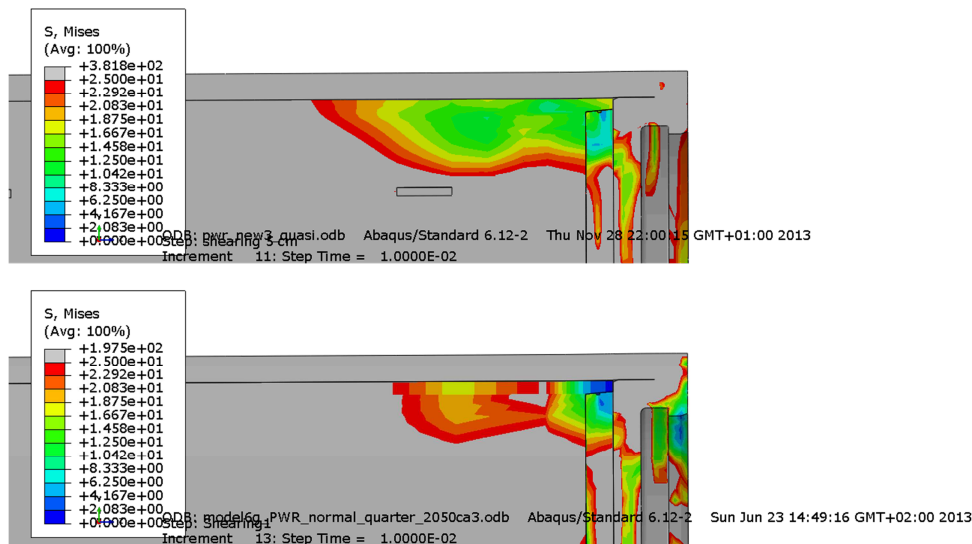 S, Mises
(Avg: 100%)
+3.818e+02
+2.500e+01
+2.292e+01
+2.083e+01
+1.875e+01
+1.667e+01
+1.458e+01
+1.250e+01
+1.042e+01
+8.333e+00
+6.250e+00
+4.167e+00
+2.083e+00
+0.000e+00
ODB: pwr_new3_quasi.odb Abaqus/Standard 6.12-2 Thu Nov 28 22:00:15 GMT+01:00 2013
Step: shearing 5 cm
Increment 11: Step Time = 1.0000E-02
S, Mises
(Avg: 100%)
+1.975e+02
+2.500e+01
+2.292e+01
+2.083e+01
+1.875e+01
+1.667e+01
+1.458e+01
+1.250e+01
+1.042e+01
+8.333e+00
+6.250e+00
+4.167e+00
+2.083e+00
+0.000e+00
ODB: model6g_PWR_normal_quarter_2050ca3.odb Abaqus/Standard 6.12-2 Sun Jun 23 14:49:16 GMT+02:00 2013
Step: Shearing1
Increment 13: Step Time = 1.0000E-02